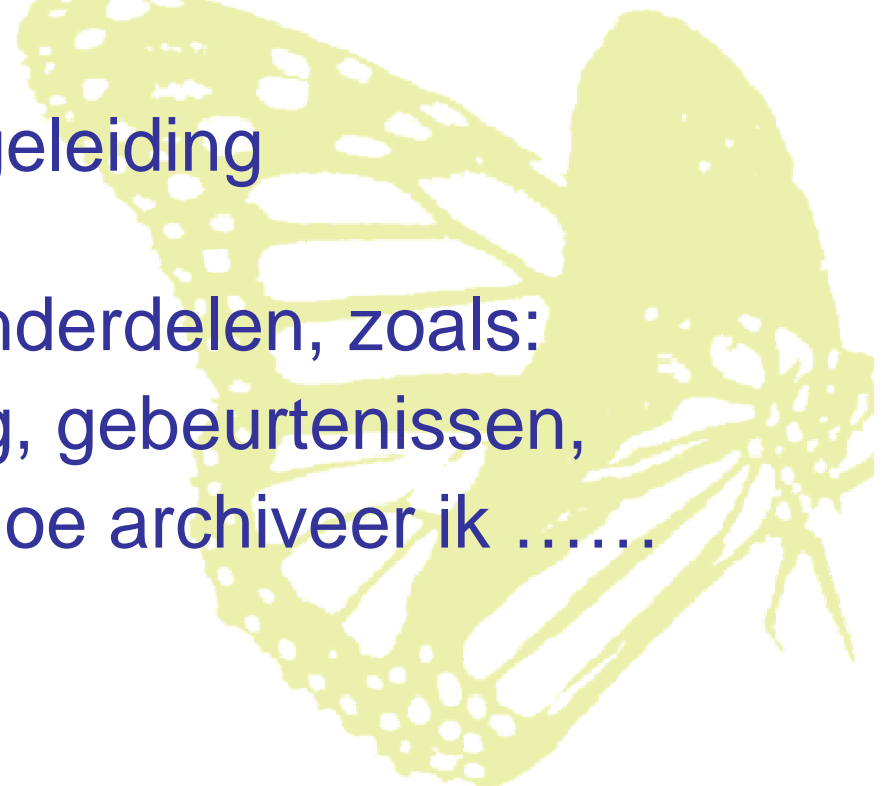 geleiding
nderdelen, zoals:
g, gebeurtenissen,
oe archiveer ik ……